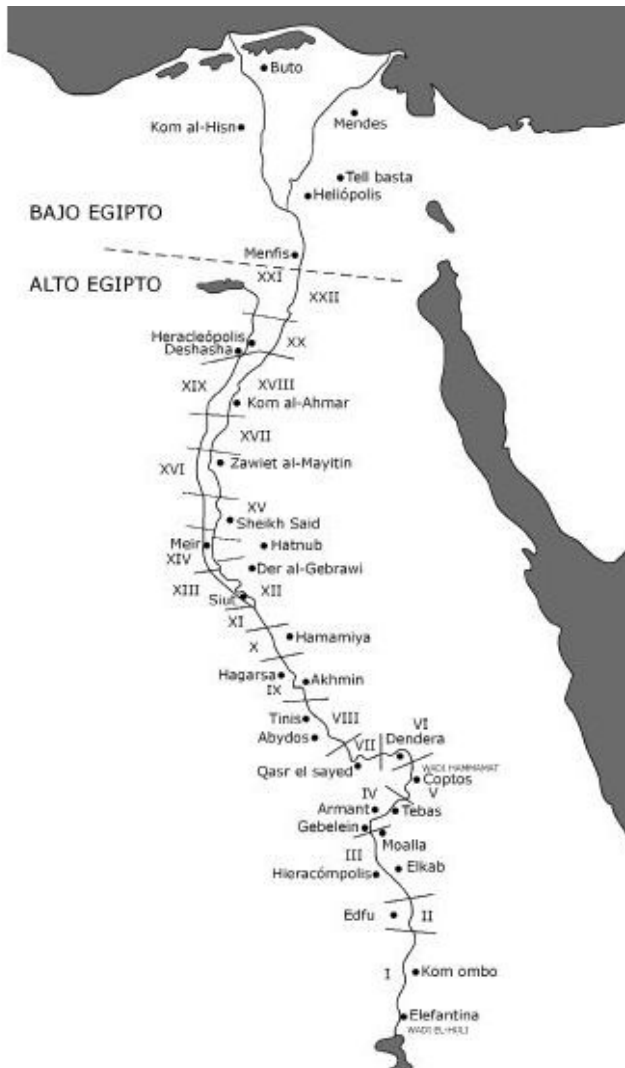 Buto
Mendes
Kom al-Hisn
Tell basta
Heliópolis
BAJO EGIPTO
Menfis
ALTO EGIPTO
XXI
XXII
Heracleópolis
XX
Deshasha
XIX
XVIII
Kom al-Ahmar
XVII
Zawiet al-Mayitin
XVI
XV
Sheikh Said
Meir
Hatnub
XIV
Der al-Gebrawi
XIII
XII
Siut
XI
Hamamiya
X
Hagarsa
Akhmin
IX
Tinis
VIII
VI
Abydos
Dendera
VII
WADI HAMMAMAT
Qasr el sayed
Coptos
IV
V
Armant
Tebas
Gebelein
Moalla
III
Elkab
Hieracómpolis
Edfu
II
I
Kom ombo
Elefantina
WADI EL-HULI